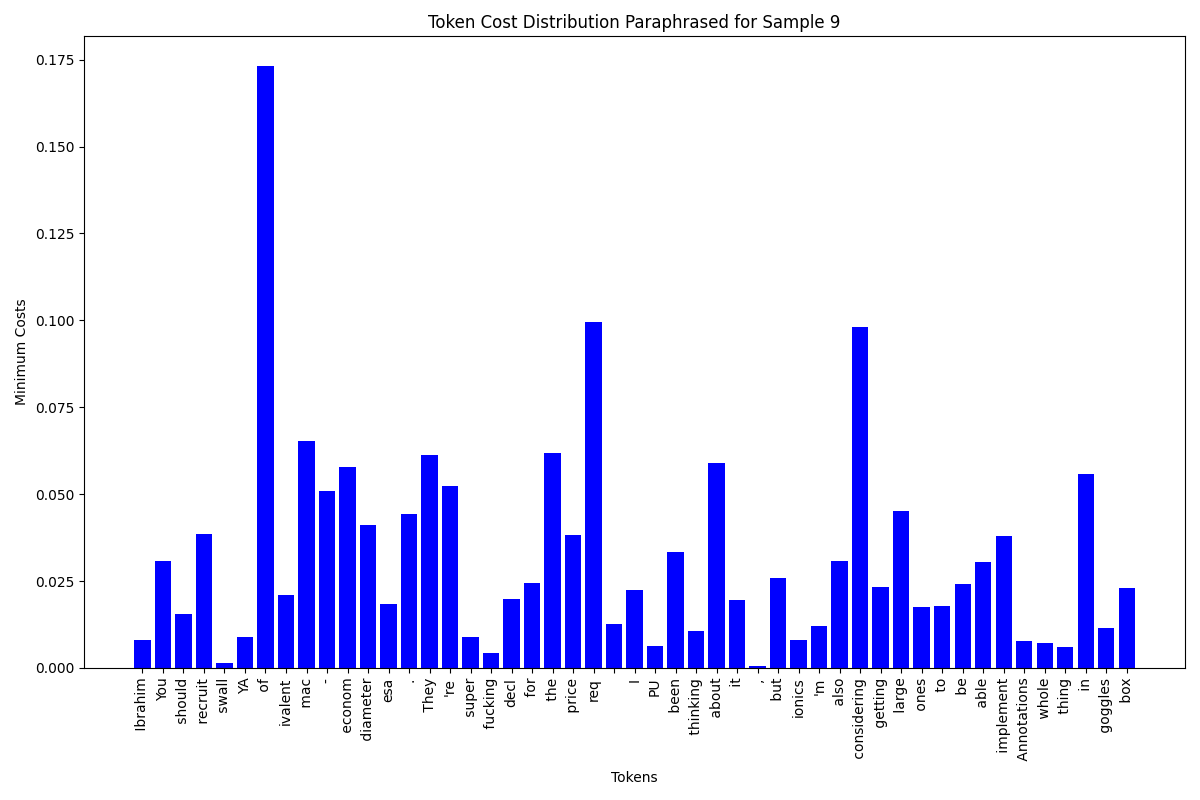 Token Cost Distribution Paraphrased for Sample 9
0.175
0.150
0.125
0.100
0.075
0.050
0.025
0.000
Minimum Costs
Ibrahim
You
should
recruit
swall
YA
of
ivalent
mac
-
econom
diameter
esa
.
They
're
super
fucking
decl
for
the
price
req
I
PU
been
thinking
about
it
,
but
ionics
'm
also
considering
getting
large
ones
to
be
able
implement
Annotations
whole
thing
in
goggles
box
Tokens